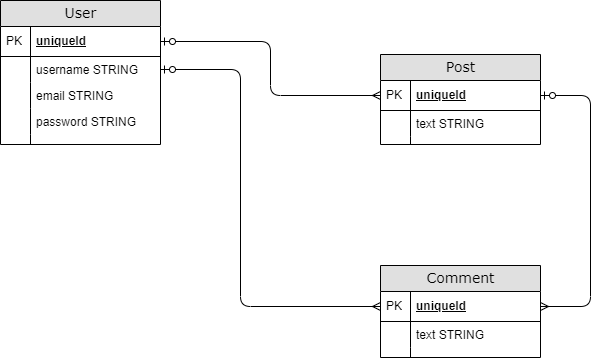 User
PK uniqueId
username STRING
email STRING
password STRING
Post
PK uniqueId
text STRING
Comment
PK uniqueId
text STRING